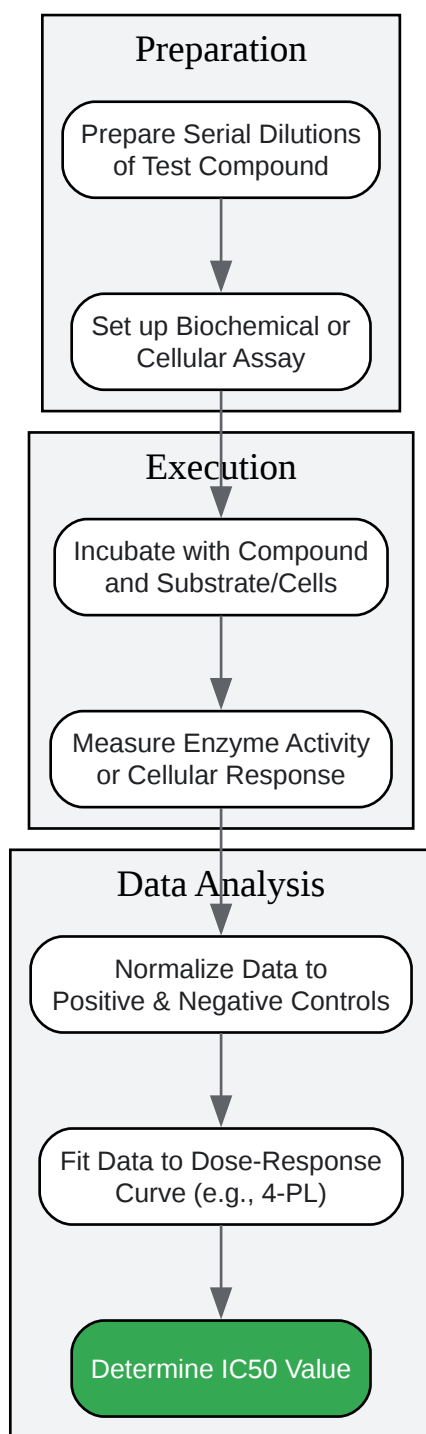 Preparation
Prepare Serial Dilutions
of Test Compound
Set up Biochemical or
Cellular Assay
Execution
Incubate with Compound
and Substrate/Cells
Measure Enzyme Activity
or Cellular Response
Data Analysis
Normalize Data to
Positive & Negative Controls
Fit Data to Dose-Response
Curve (e.g., 4-PL)
Determine IC50 Value